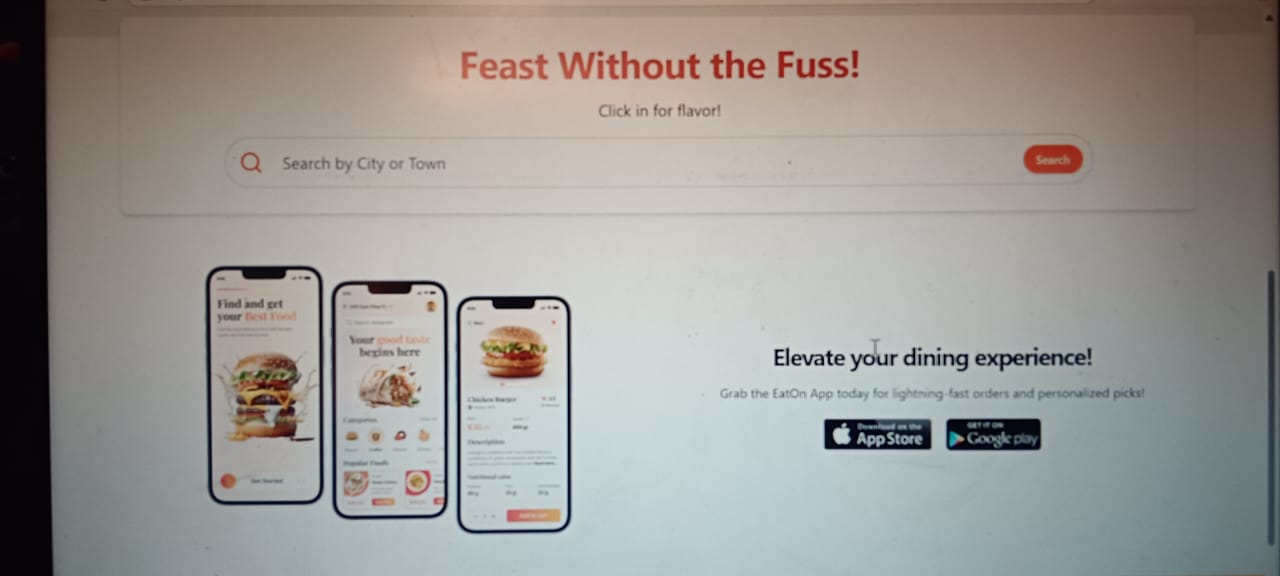 Feast Without the Fuss!
Click in for flavor!
Search by City or Town
Search
Find and get
your Best Food
Get Started
Your good taste
begins here
Categories
Popular Foods
Chicken Burger
Description
Nutritional value
Add to cart
Elevate your dining experience!
Grab the EatOn App today for lightning-fast orders and personalized picks!
Download on the
App Store
GET IT ON
Google play